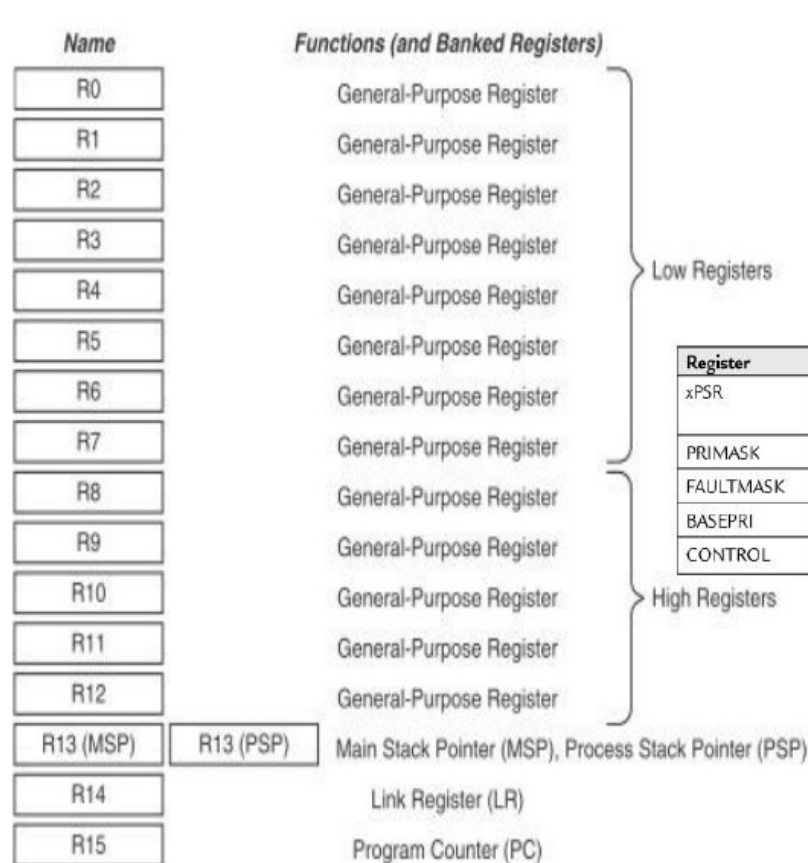 Name Functions (and Banked Registers)
R0 General-Purpose Register
R1 General-Purpose Register
R2 General-Purpose Register
R3 General-Purpose Register
Low Registers
R4 General-Purpose Register
R5 General-Purpose Register
R6 General-Purpose Register
R7 General-Purpose Register
R8 General-Purpose Register
R9 General-Purpose Register
R10 General-Purpose Register
High Registers
R11 General-Purpose Register
R12 General-Purpose Register
R13 (MSP) R13 (PSP) Main Stack Pointer (MSP), Process Stack Pointer (PSP)
R14 Link Register (LR)
R15 Program Counter (PC)
Register
xPSR
PRIMASK
FAULTMASK
BASEPRI
CONTROL